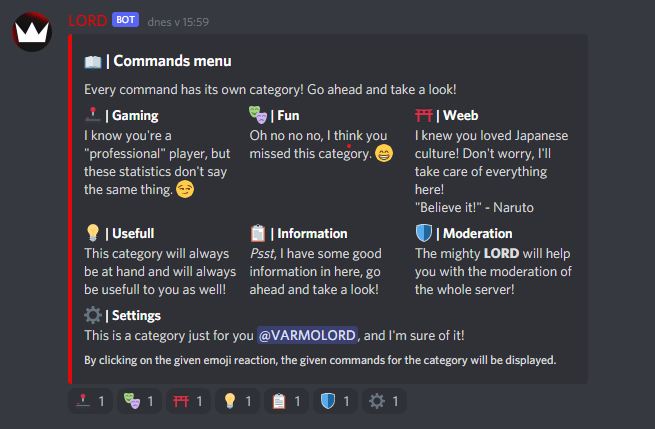 LORD BOT dnes v 15:59
📖 | Commands menu
Every command has its own category! Go ahead and take a look!
🕹️ | Gaming
I know you're a
"professional" player, but
these statistics don't say
the same thing. 😏
🎭 | Fun
Oh no no no, I think you
missed this category. 😁
⛩️ | Weeb
I knew you loved Japanese
culture! Don't worry, I'll
take care of everything
here!
"Believe it!" - Naruto
💡 | Usefull
This category will always
be at hand and will always
be usefull to you as well!
📋 | Information
Psst, I have some good
information in here, go
ahead and take a look!
🛡️ | Moderation
The mighty LORD will help
you with the moderation of
the whole server!
⚙️ | Settings
This is a category just for you @VARMOLORD, and I'm sure of it!
By clicking on the given emoji reaction, the given commands for the category will be displayed.
🕹️ 1 🎭 1 ⛩️ 1 💡 1 📋 1 🛡️ 1 ⚙️ 1